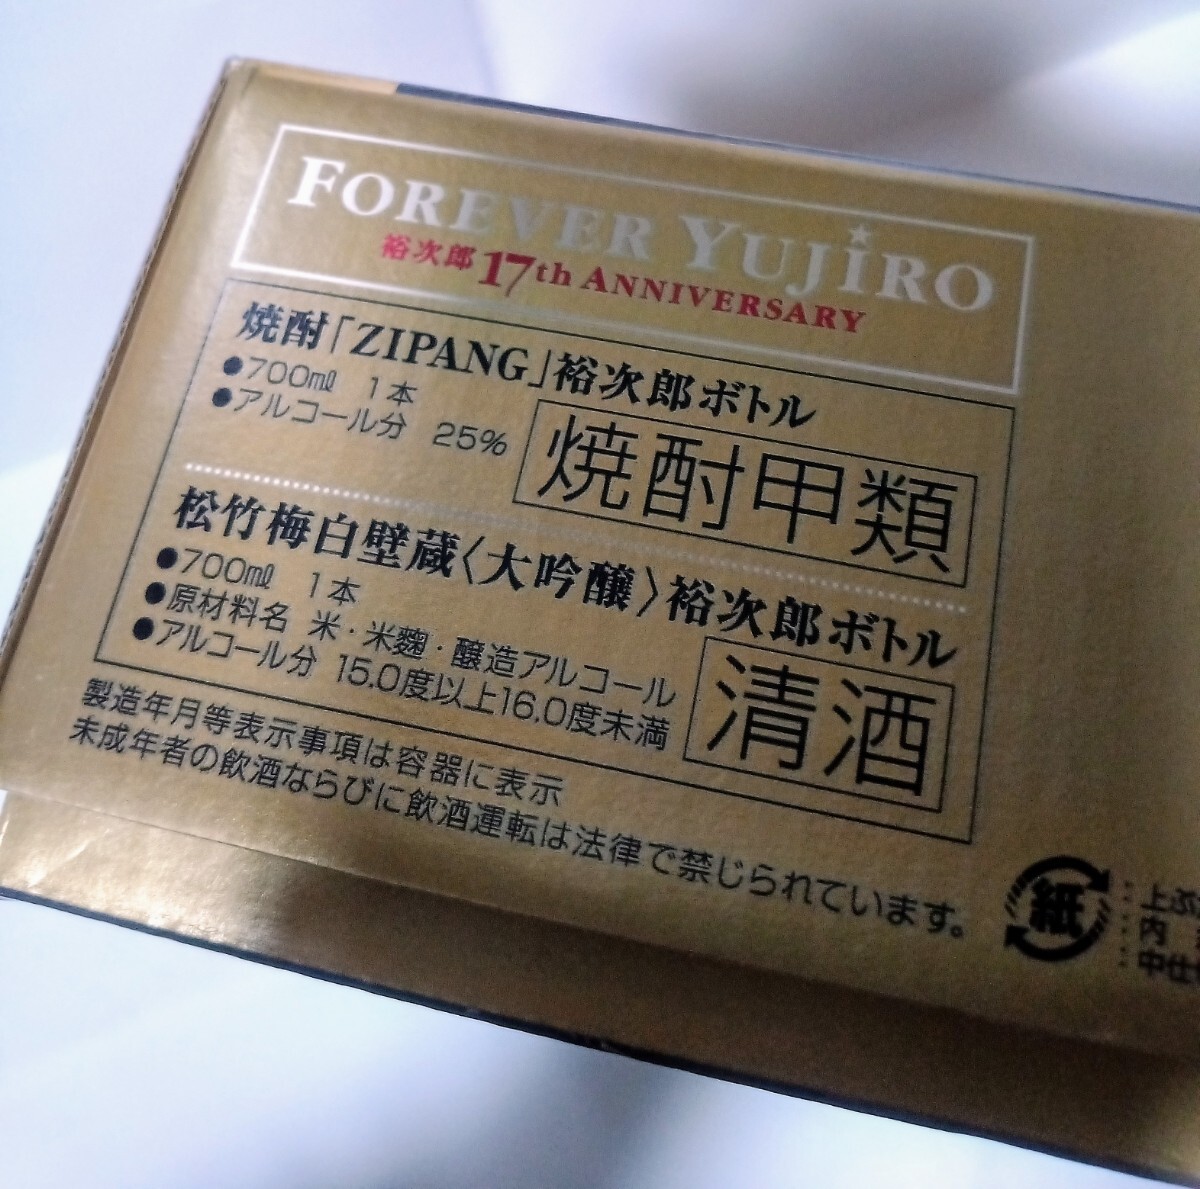 FOREVER YUJIRO
裕次郎 17th ANNIVERSARY
焼酎「ZIPANG」裕次郎ボトル
●700㎖ 1本
●アルコール分 25%
焼酎甲類
松竹梅白壁蔵〈大吟醸〉裕次郎ボトル
●700㎖ 1本
●原材料名 米・米麴・醸造アルコール
●アルコール分 15.0度以上16.0度未満
清酒
製造年月等表示事項は容器に表示
未成年者の飲酒ならびに飲酒運転は法律で禁じられています。
紙
上ぶ
内
中仕